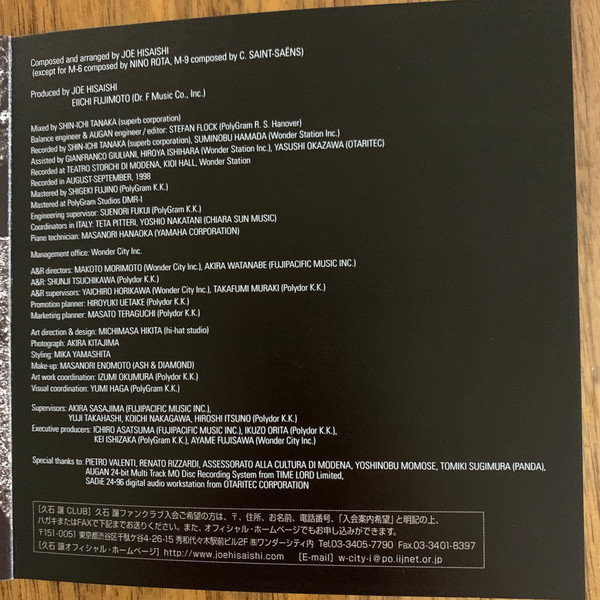 Composed and arranged by JOE HISAISHI
(except for M-6 composed by NINO ROTA, M-9 composed by C. SAINT-SAËNS)
Produced by JOE HISAISHI
EIICHI FUJIMOTO (Dr. F Music Co., Inc.)
Mixed by SHIN-ICHI TANAKA (superb corporation)
Balance engineer & AUGAN engineer / editor: STEFAN FLOCK (PolyGram R. S. Hanover)
Recorded by SHIN-ICHI TANAKA (superb corporation), SUMINOBU HAMADA (Wonder Station Inc.)
Assisted by GIANFRANCO GIULIANI, HIROYA ISHIHARA (Wonder Station Inc.), YASUSHI OKAZAWA (OTARITEC)
Recorded at TEATRO STORCHI DI MODENA, KIOI HALL, Wonder Station
Recorded in AUGUST-SEPTEMBER, 1998
Mastered by SHIGEKI FUJINO (PolyGram K.K.)
Mastered at PolyGram Studios DMR-I
Engineering supervisor: SUENORI FUKUI (PolyGram K.K.)
Coordinators in ITALY: TETA PITTERI, YOSHIO NAKATANI (CHIARA SUN MUSIC)
Piano technician: MASANORI HANAOKA (YAMAHA CORPORATION)
Management office: Wonder City Inc.
A&R directors: MAKOTO MORIMOTO (Wonder City Inc.), AKIRA WATANABE (FUJIPACIFIC MUSIC INC.)
A&R: SHUNJI TSUCHIKAWA (Polydor K.K.)
A&R supervisors: YAICHIRO HORIKAWA (Wonder City Inc.), TAKAFUMI MURAKI (Polydor K.K.)
Promotion planner: HIROYUKI UETAKE (Polydor K.K.)
Marketing planner: MASATO TERAGUCHI (Polydor K.K.)
Art direction & design: MICHIMASA HIKITA (hi-hat studio)
Photograph: AKIRA KITAJIMA
Styling: MIKA YAMASHITA
Make-up: MASANORI ENOMOTO (ASH & DIAMOND)
Art work coordination: IZUMI OKUMURA (Polydor K.K.)
Visual coordination: YUMI HAGA (PolyGram K.K.)
Supervisors: AKIRA SASAJIMA (FUJIPACIFIC MUSIC INC.),
YUJI TAKAHASHI, KOICHI NAKAGAWA, HIROSHI ITSUNO (Polydor K.K.)
Executive producers: ICHIRO ASATSUMA (FUJIPACIFIC MUSIC INC.), IKUZO ORITA (Polydor K.K.),
KEI ISHIZAKA (PolyGram K.K.), AYAME FUJISAWA (Wonder City Inc.)
Special thanks to: PIETRO VALENTI, RENATO RIZZARDI, ASSESSORATO ALLA CULTURA DI MODENA, YOSHINOBU MOMOSE, TOMIKI SUGIMURA (PANDA),
AUGAN 24-bit Multi Track MO Disc Recording System from TIME LORD Limited,
SADiE 24-96 digital audio workstation from OTARITEC CORPORATION
[久石 譲 CLUB] 久石 譲ファンクラブ入会ご希望の方は、〒、住所、お名前、電話番号、「入会案内希望」と明記の上、
ハガキまたはFAXで下記までお送りください。また、オフィシャル・ホームページでもお申し込みができます。
〒151-0051 東京都渋谷区千駄ケ谷4-26-15 秀和代々木駅前ビル2F ㈱ワンダーシティ内 Tel.03-3405-7790 Fax.03-3401-8397
[久石 譲オフィシャル・ホームページ] http://www.joehisaishi.com [E-mail] w-city-i@po.iijnet.or.jp